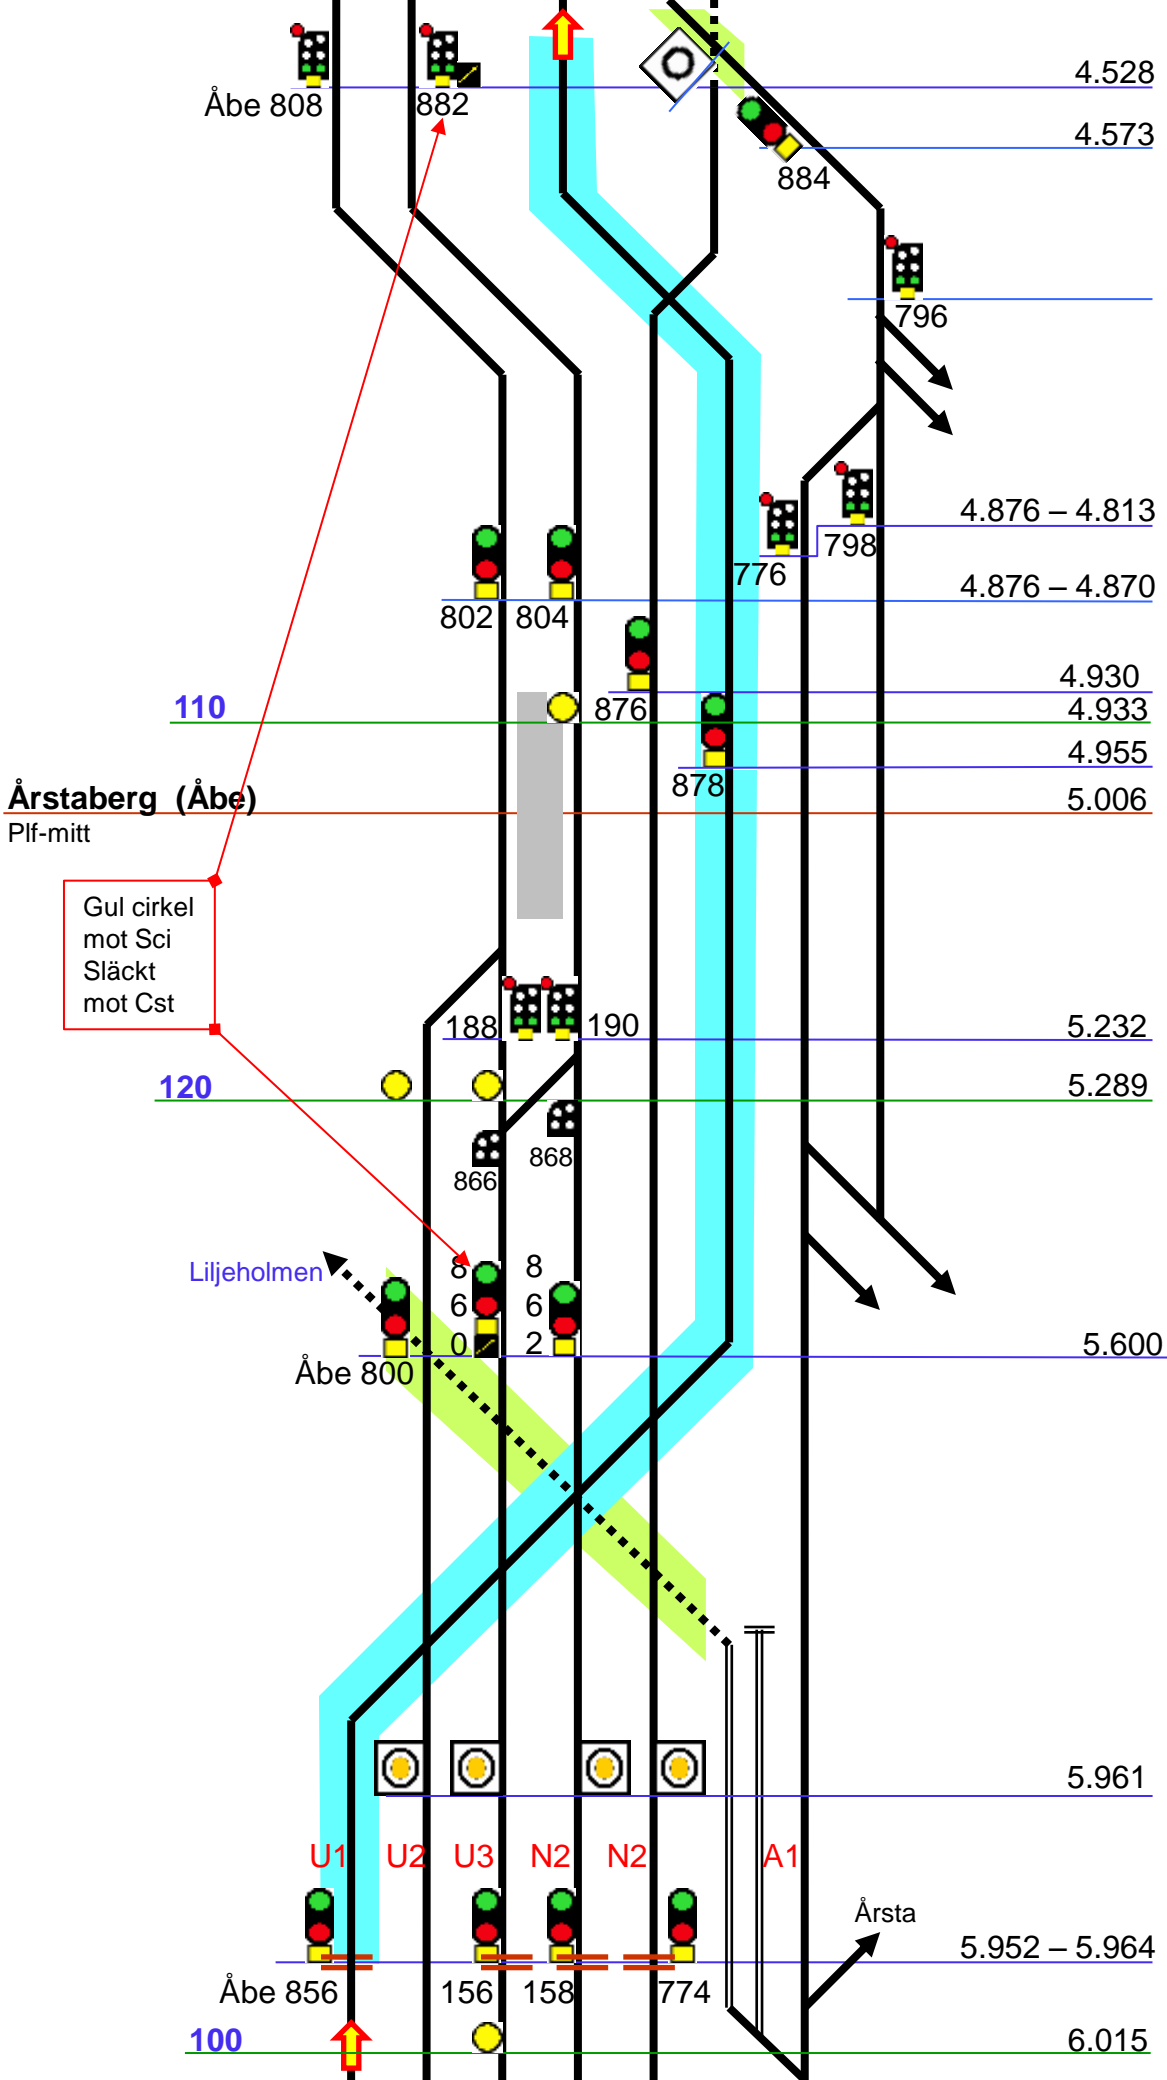 4.528
Åbe 808
882
4.573
884
796
4.876 – 4.813
798
776
4.876 – 4.870
802
804
4.930
876
110
4.933
4.955
878
Årstaberg (Åbe)
5.006
Plf-mitt
Gul cirkel
mot Sci
Släckt
mot Cst
188
190
5.232
120
5.289
868
866
Liljeholmen
8
8
6
6
0
2
5.600
Åbe 800
5.961
U1
U2
U3
N2
N2
A1
Årsta
5.952 – 5.964
Åbe 856
156
158
774
100
6.015